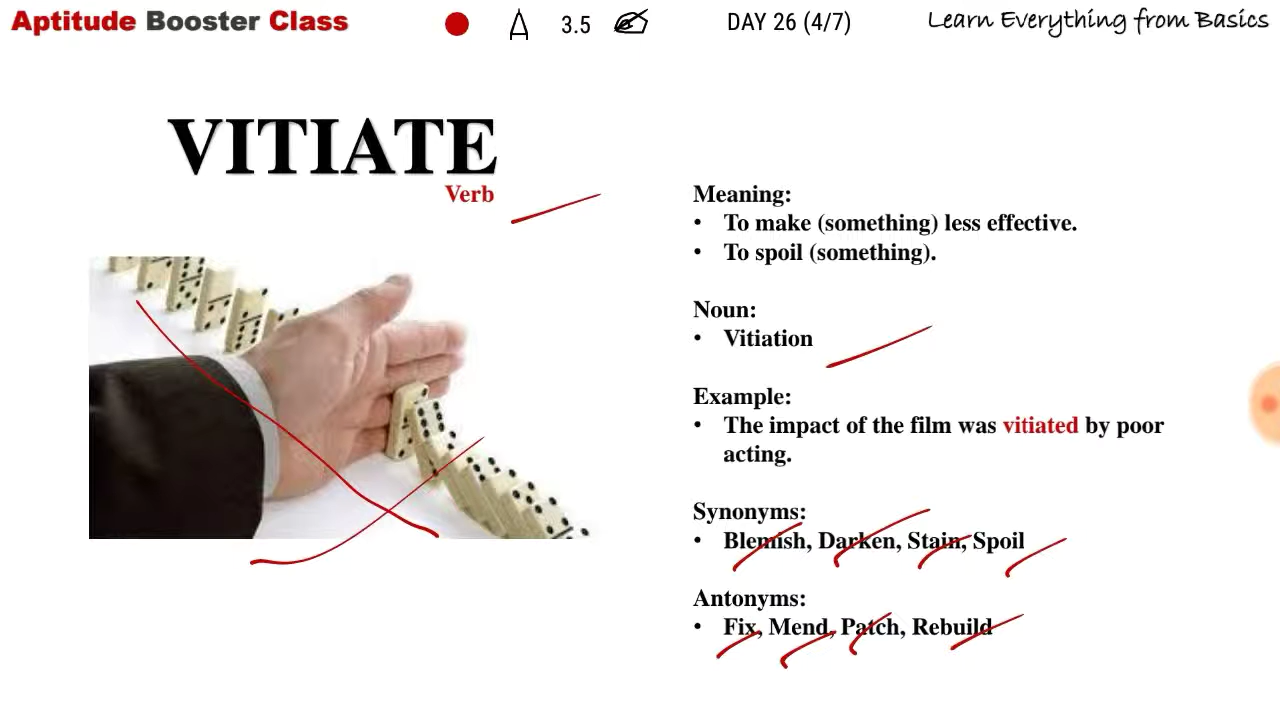 Aptitude Booster Class
3.5
DAY 26 (4/7)
Learn Everything from Basics
VITIATE
Verb
Meaning:
• To make (something) less effective.
• To spoil (something).
Noun:
• Vitiation
Example:
• The impact of the film was vitiated by poor
acting.
Synonyms:
• Blemish, Darken, Stain, Spoil
Antonyms:
• Fix, Mend, Patch, Rebuild